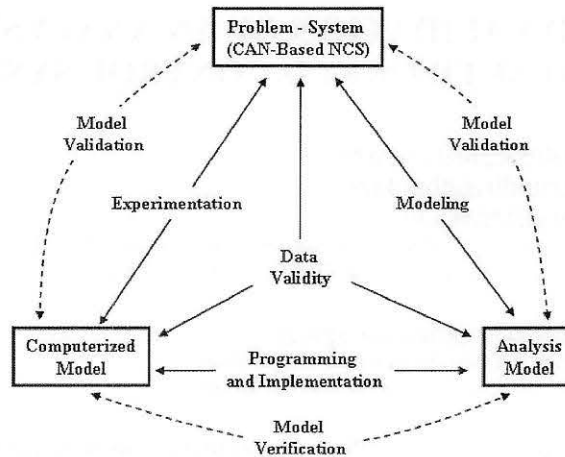 Problem - System
(CAN-Based NCS)
Model
Validation
Model
Validation
Experimentation
Modeling
Data
Validity
Computerized
Model
Programming
and Implementation
Analysis
Model
Model
Verification